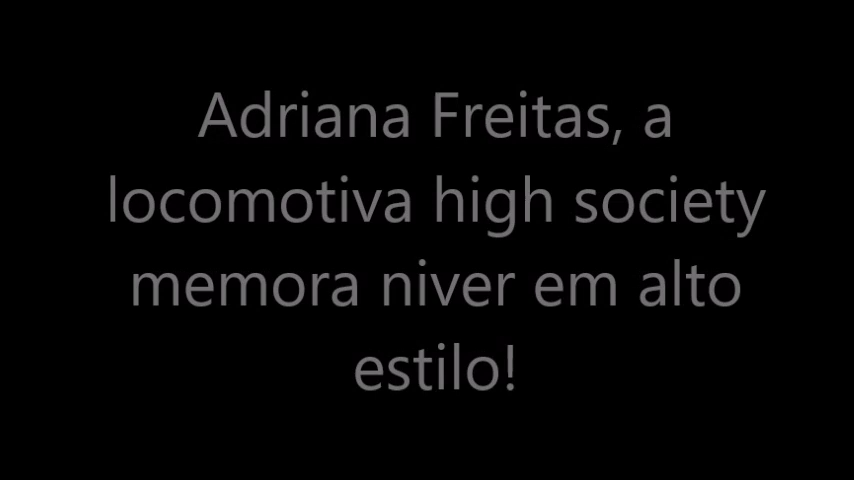 Adriana Freitas, a
locomotiva high society
memora niver em alto
estilo!